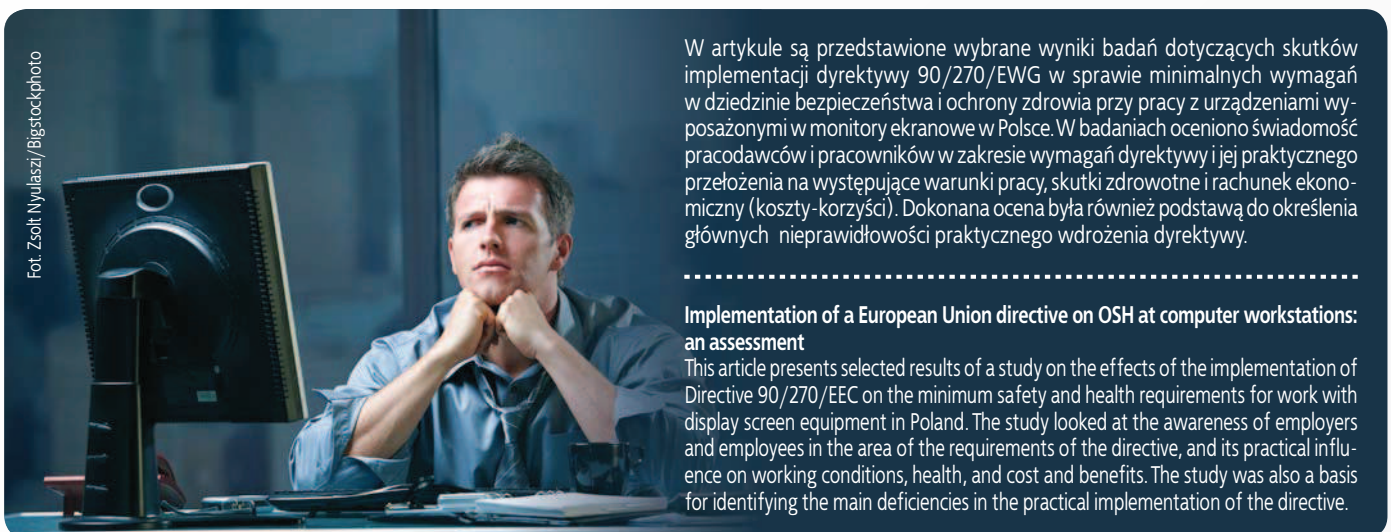 Fot. Zsolt Nyulaszi/Bigstockphoto
W artykule są przedstawione wybrane wyniki badań dotyczących skutków
implementacji dyrektywy 90/270/EWG w sprawie minimalnych wymagań
w dziedzinie bezpieczeństwa i ochrony zdrowia przy pracy z urządzeniami wy-
posażonymi w monitory ekranowe w Polsce. W badaniach oceniono świadomość
pracodawców i pracowników w zakresie wymagań dyrektywy i jej praktycznego
przełożenia na występujące warunki pracy, skutki zdrowotne i rachunek ekono-
miczny (koszty-korzyści). Dokonana ocena była również podstawą do określenia
głównych nieprawidłowości praktycznego wdrożenia dyrektywy.
Implementation of a European Union directive on OSH at computer workstations:
an assessment
This article presents selected results of a study on the effects of the implementation of
Directive 90/270/EEC on the minimum safety and health requirements for work with
display screen equipment in Poland. The study looked at the awareness of employers
and employees in the area of the requirements of the directive, and its practical influ-
ence on working conditions, health, and cost and benefits. The study was also a basis
for identifying the main deficiencies in the practical implementation of the directive.